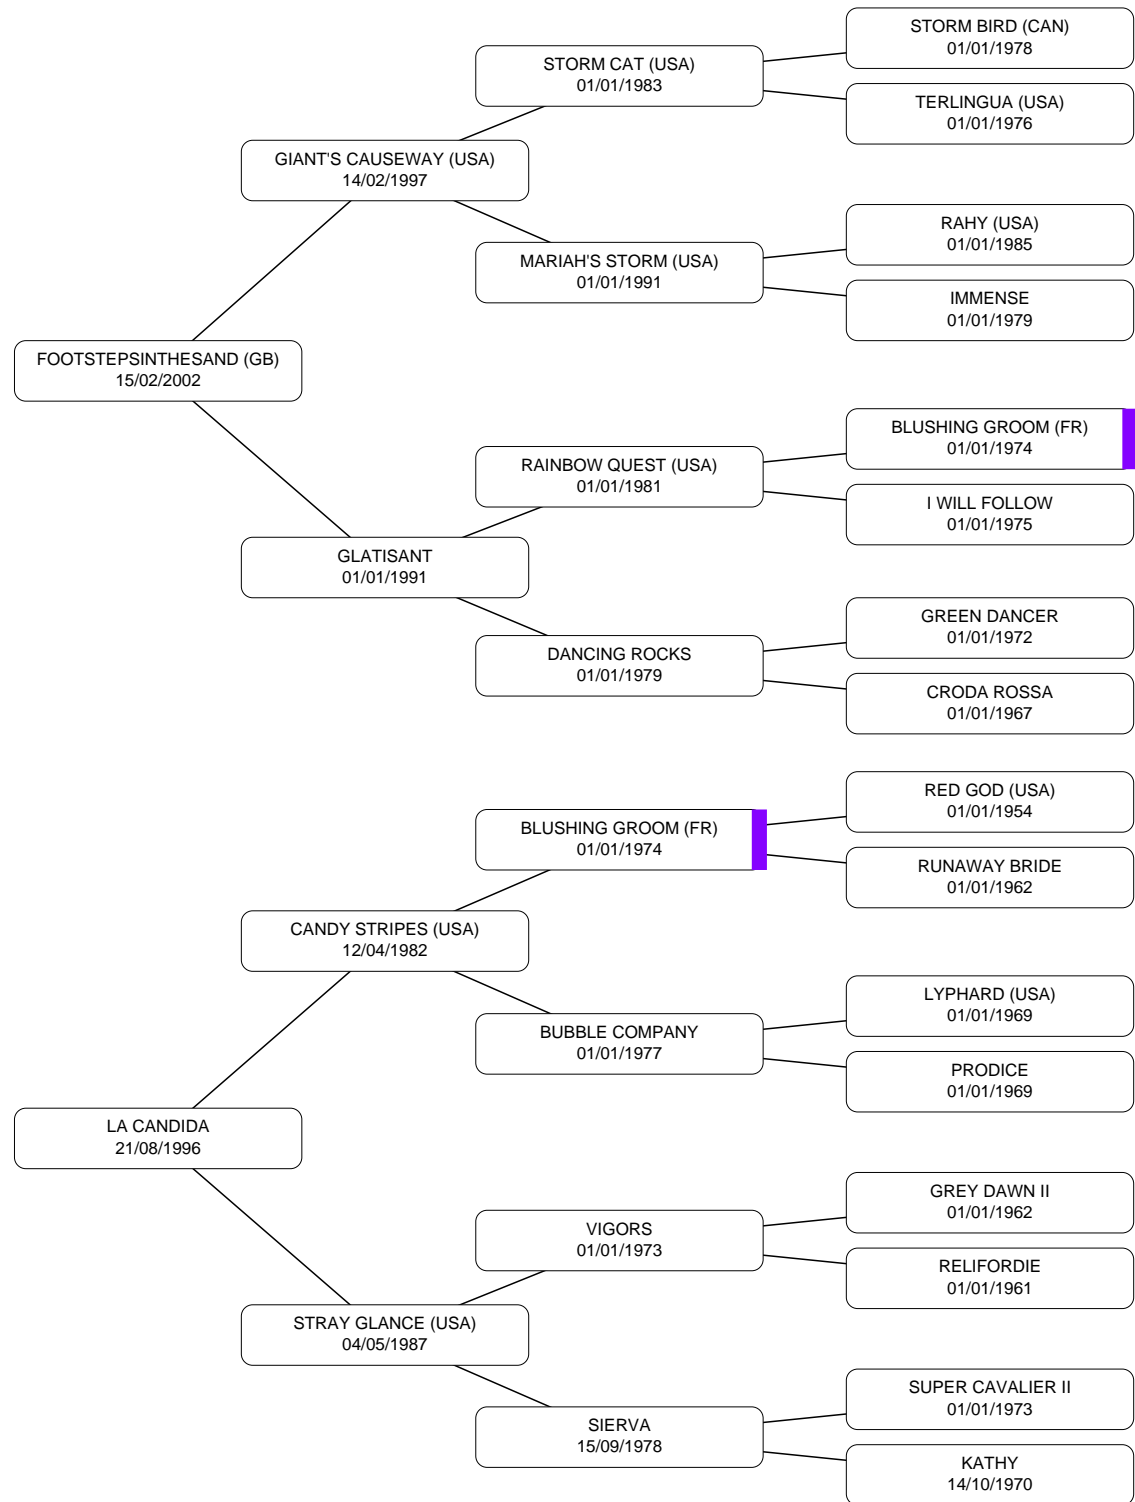 STORM BIRD (CAN)
01/01/1978
STORM CAT (USA)
01/01/1983
TERLINGUA (USA)
01/01/1976
GIANT'S CAUSEWAY (USA)
14/02/1997
RAHY (USA)
01/01/1985
MARIAH'S STORM (USA)
01/01/1991
IMMENSE
01/01/1979
FOOTSTEPSINTHESAND (GB)
15/02/2002
BLUSHING GROOM (FR)
01/01/1974
RAINBOW QUEST (USA)
01/01/1981
I WILL FOLLOW
01/01/1975
GLATISANT
01/01/1991
GREEN DANCER
01/01/1972
DANCING ROCKS
01/01/1979
CRODA ROSSA
01/01/1967
RED GOD (USA)
01/01/1954
BLUSHING GROOM (FR)
01/01/1974
RUNAWAY BRIDE
01/01/1962
CANDY STRIPES (USA)
12/04/1982
LYPHARD (USA)
01/01/1969
BUBBLE COMPANY
01/01/1977
PRODICE
01/01/1969
LA CANDIDA
21/08/1996
GREY DAWN II
01/01/1962
VIGORS
01/01/1973
RELIFORDIE
01/01/1961
STRAY GLANCE (USA)
04/05/1987
SUPER CAVALIER II
01/01/1973
SIERVA
15/09/1978
KATHY
14/10/1970